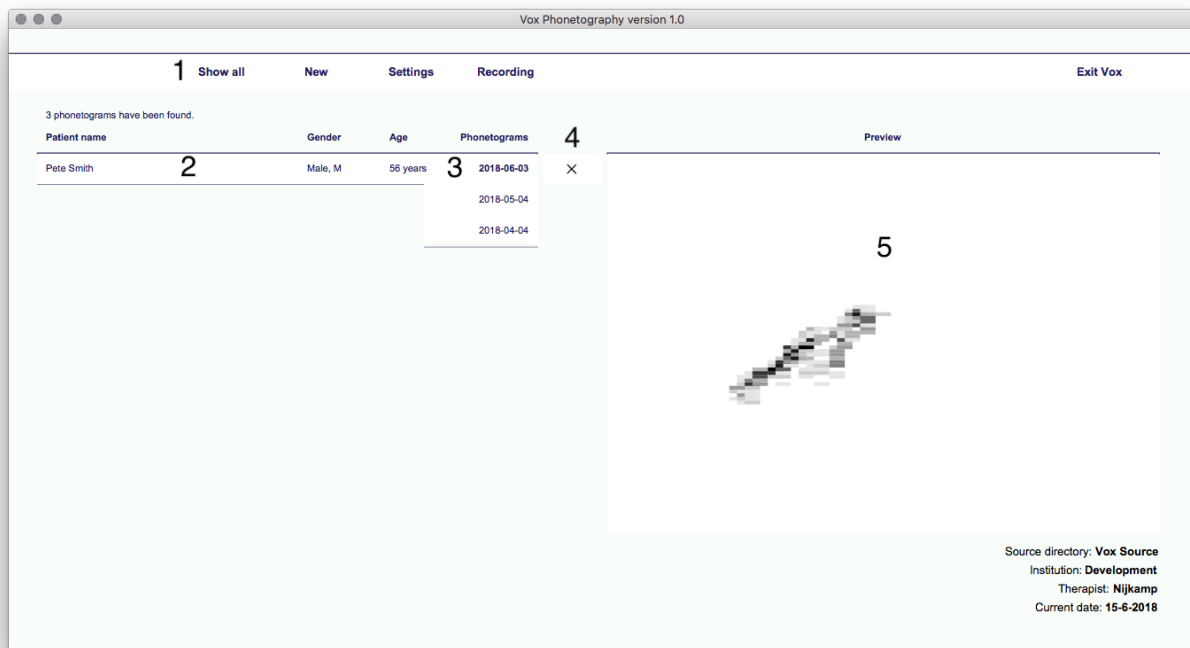 Vox Phonetography version 1.0
1 Show all New Settings Recording Exit Vox
3 phonetograms have been found.
Patient name Gender Age Phonetograms 4 Preview
Pete Smith 2 Male, M 56 years 3 2018-06-03 ×
2018-05-04
2018-04-04
5
Source directory: Vox Source
Institution: Development
Therapist: Nijkamp
Current date: 15-6-2018